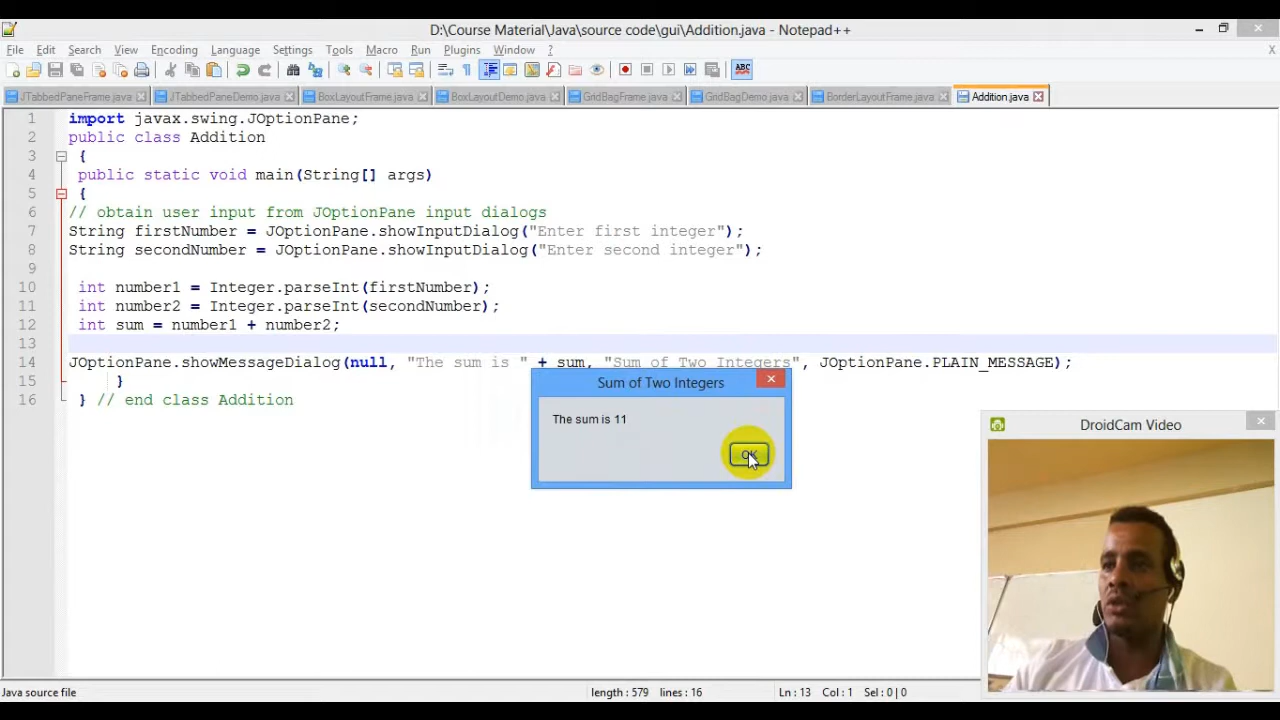 D:\Course Material\Java\source code\gui\Addition.java - Notepad++
File Edit Search View Encoding Language Settings Tools Macro Run Plugins Window ? X
ABC
JTabbedPaneFrame.java JTabbedPaneDemo.java BoxLayoutFrame.java BoxLayoutDemo.java GridBagFrame.java GridBagDemo.java BorderLayoutFrame.java Addition.java
1 import javax.swing.JOptionPane;
2 public class Addition
3 {
4 public static void main(String[] args)
5 {
6 // obtain user input from JOptionPane input dialogs
7 String firstNumber = JOptionPane.showInputDialog("Enter first integer");
8 String secondNumber = JOptionPane.showInputDialog("Enter second integer");
9
10 int number1 = Integer.parseInt(firstNumber);
11 int number2 = Integer.parseInt(secondNumber);
12 int sum = number1 + number2;
13
14 JOptionPane.showMessageDialog(null, "The sum is " + sum, "Sum of Two Integers", JOptionPane.PLAIN_MESSAGE);
15 }
16 } // end class Addition
Sum of Two Integers
The sum is 11
OK
DroidCam Video
Java source file length : 579 lines : 16 Ln : 13 Col : 1 Sel : 0 | 0